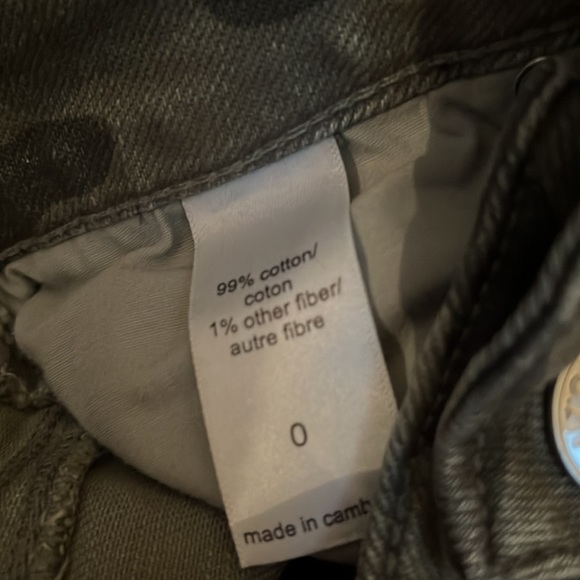 99% cotton/
coton
1% other fiber/
autre fibre
0
made in camb